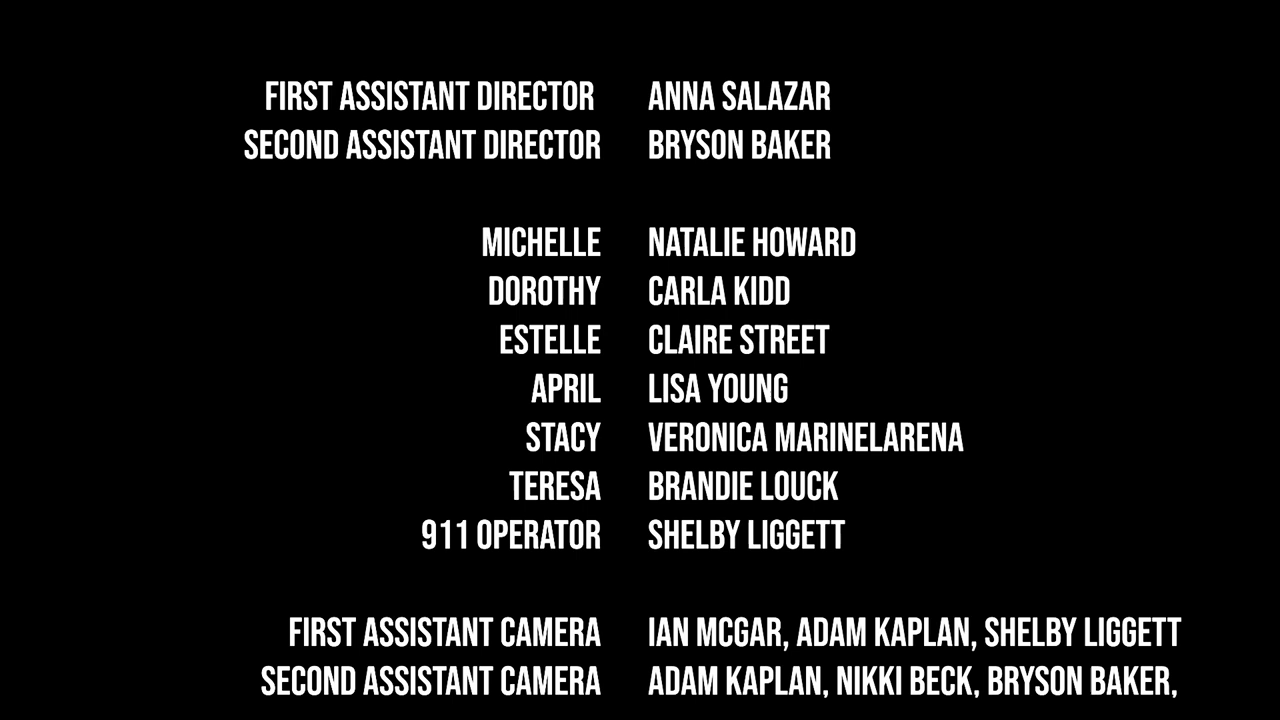 FIRST ASSISTANT DIRECTOR ANNA SALAZAR
SECOND ASSISTANT DIRECTOR BRYSON BAKER
MICHELLE NATALIE HOWARD
DOROTHY CARLA KIDD
ESTELLE CLAIRE STREET
APRIL LISA YOUNG
STACY VERONICA MARINELARENA
TERESA BRANDIE LOUCK
911 OPERATOR SHELBY LIGGETT
FIRST ASSISTANT CAMERA IAN MCGAR, ADAM KAPLAN, SHELBY LIGGETT
SECOND ASSISTANT CAMERA ADAM KAPLAN, NIKKI BECK, BRYSON BAKER,